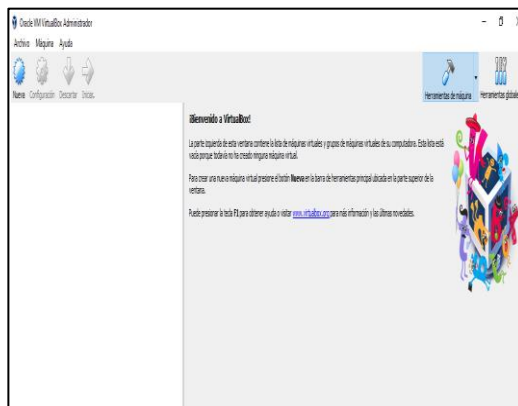 Oracle VM VirtualBox Administrador
Archivo Máquina Ayuda
Nueva Configuración Descartar Iniciar
Herramientas de máquina Herramientas globales
¡Bienvenido a VirtualBox!
La parte izquierda de esta ventana contiene la lista de máquinas virtuales y grupos de máquinas virtuales de su computadora. Esta lista está
vacía porque todavía no ha creado ninguna máquina virtual.
Para crear una nueva máquina virtual presione el botón Nueva en la barra de herramientas principal ubicada en la parte superior de la
ventana.
Puede presionar la tecla F1 para obtener ayuda o visitar www.virtualbox.org para más información y las últimas novedades.